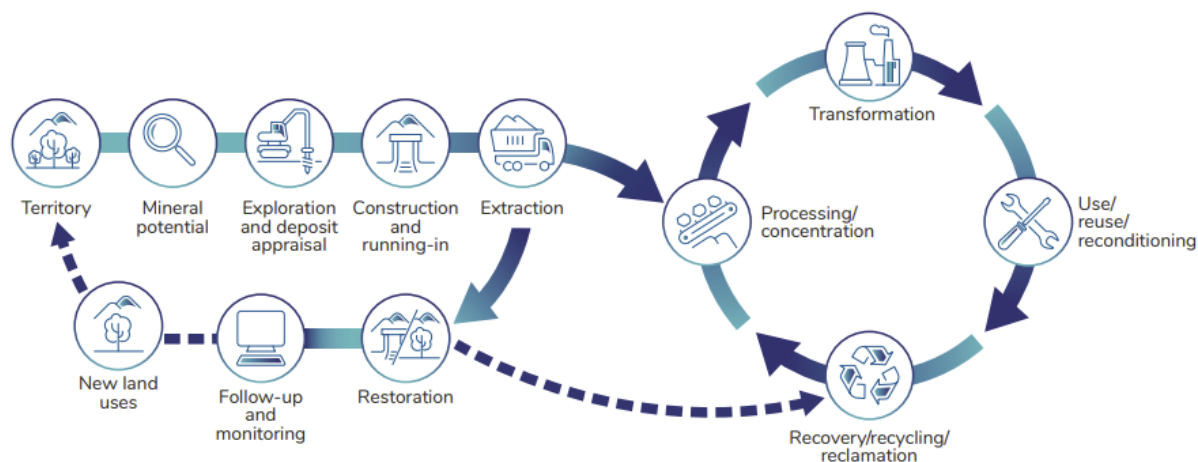 Territory
Mineral
potential
Exploration
and deposit
appraisal
Construction
and
running-in
Extraction
Processing/
concentration
Transformation
Use/
reuse/
reconditioning
Recovery/recycling/
reclamation
Restoration
Follow-up
and
monitoring
New land
uses